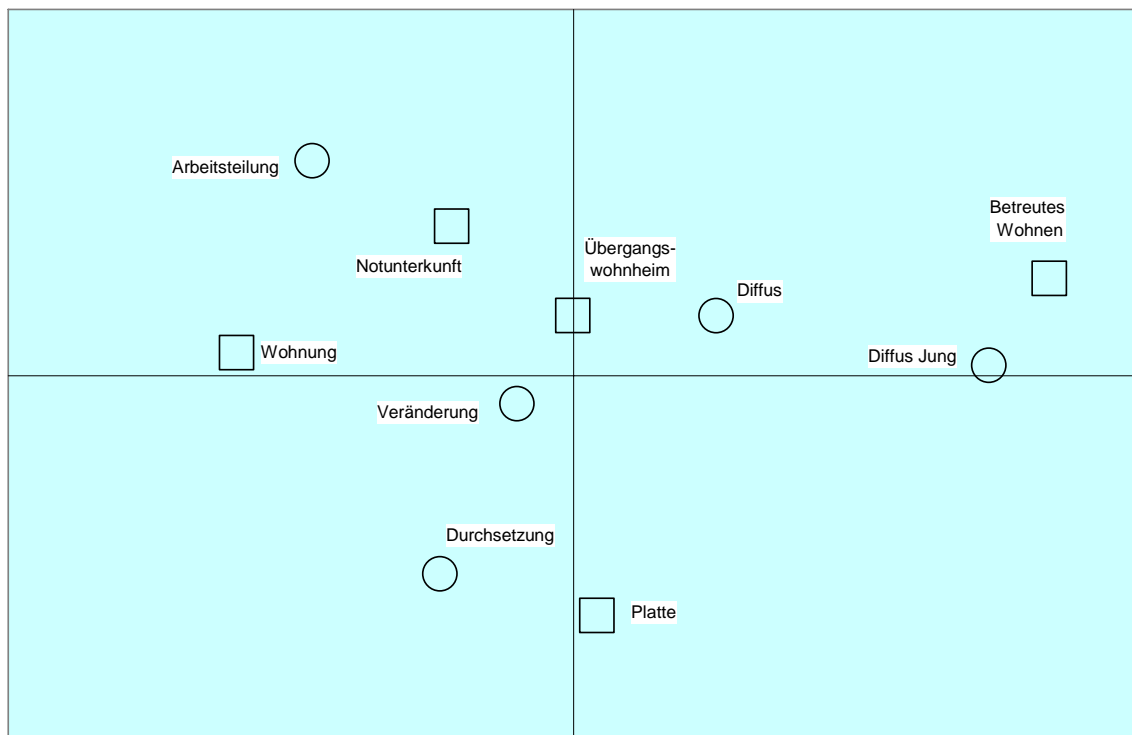 Arbeitsteilung
Betreutes
Wohnen
Übergangs-
wohnheim
Notunterkunft
Diffus
Wohnung
Diffus Jung
Veränderung
Durchsetzung
Platte